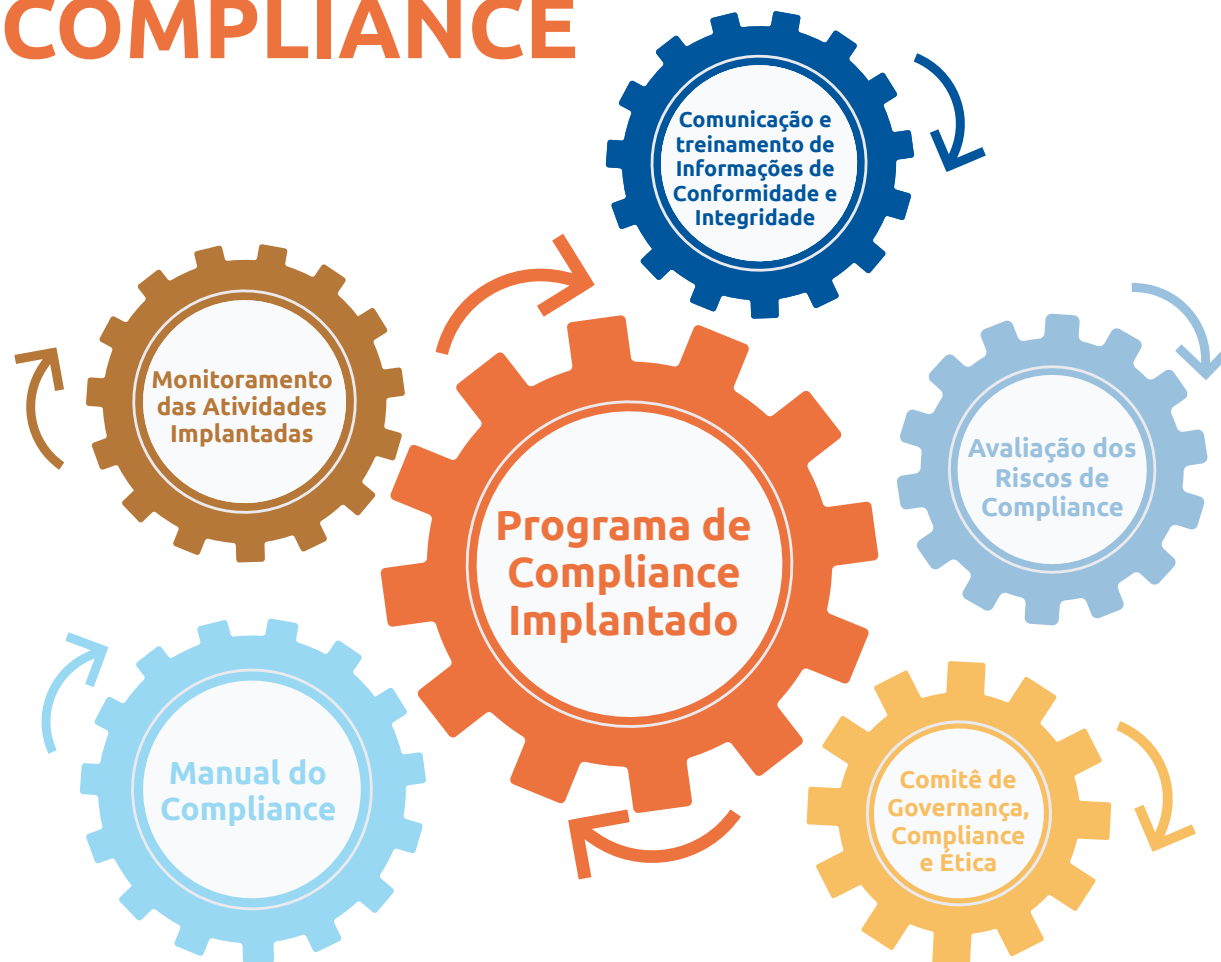 COMPLIANCE
Comunicação e
treinamento de
Informações de
Conformidade e
Integridade
Monitoramento
das Atividades
Implantadas
Avaliação dos
Riscos de
Compliance
Programa de
Compliance
Implantado
Manual do
Compliance
Comitê de
Governança,
Compliance
e Ética